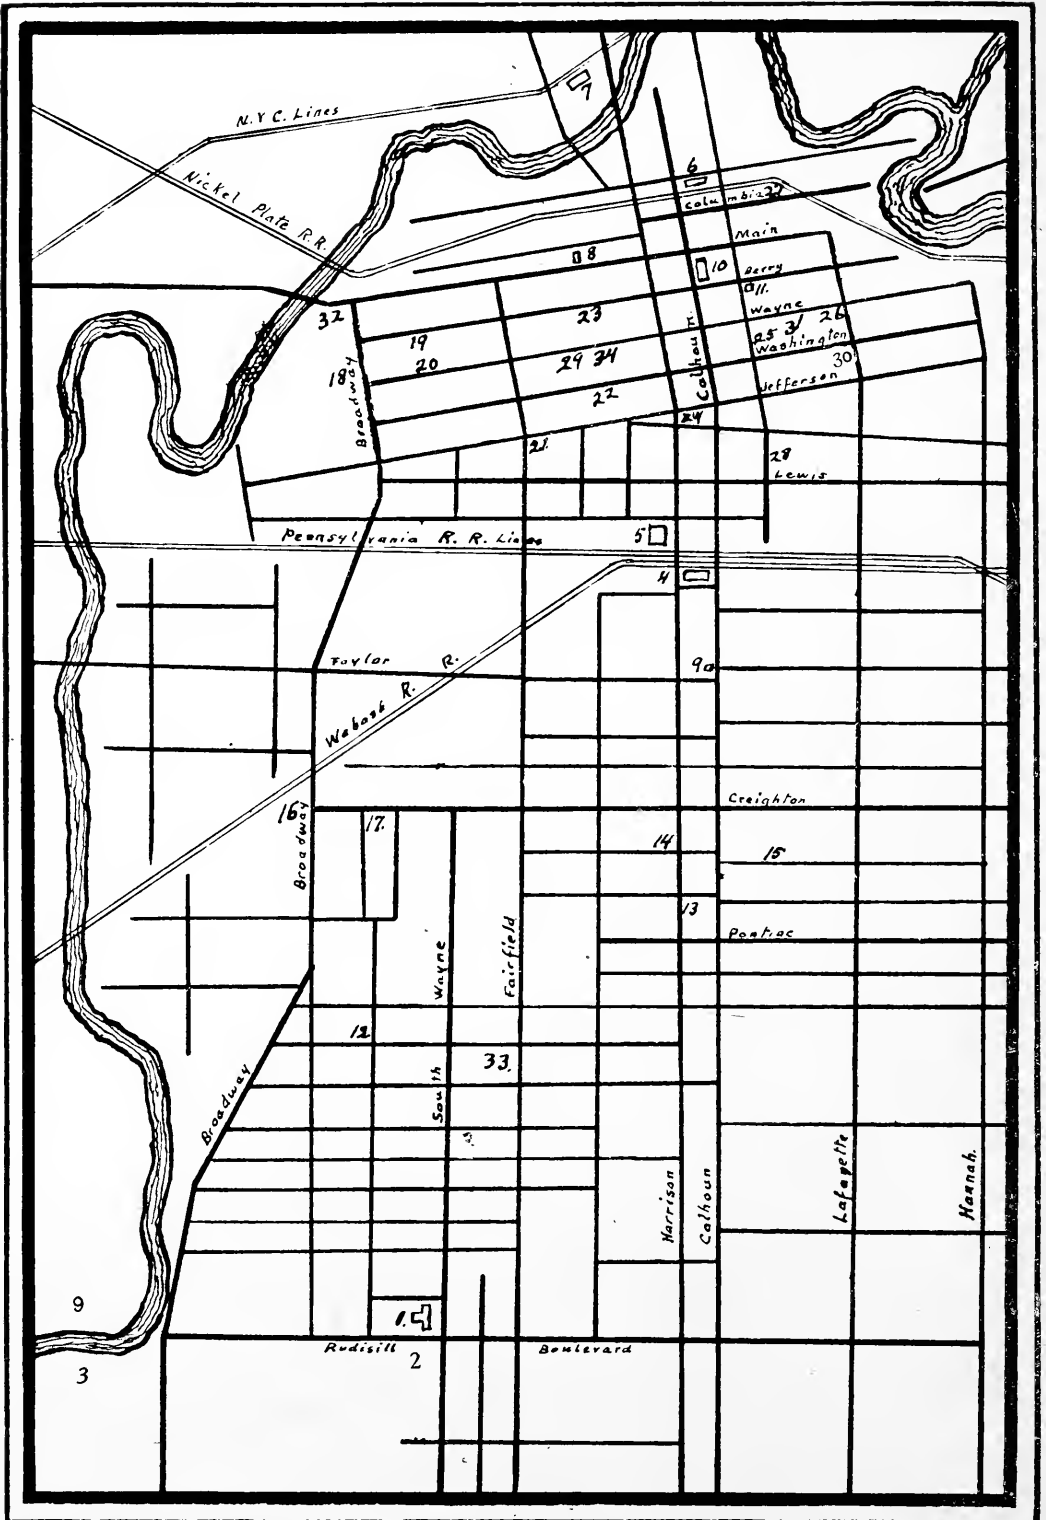 7
N.Y.C. Lines
6
Nickel Plate R.R.
Columbia 27
Main
8
10
Berry
11.
Wayne
32
23
26
19
25 31
Washington
20
29 34
30
18
Broadway
Calhoun
Jefferson
22
24
21.
28
Lewis
Pennsylvania R. R. Lines
5
4
Taylor
9
Wabash R. R.
Creighton
16
Broadway
17.
14
15
13
Pontiac
South Wayne
Fairfield
12
33.
Broadway
Harrison
Calhoun
Lafayette
Hannah.
9
1.
Rudisill Boulevard
2
3